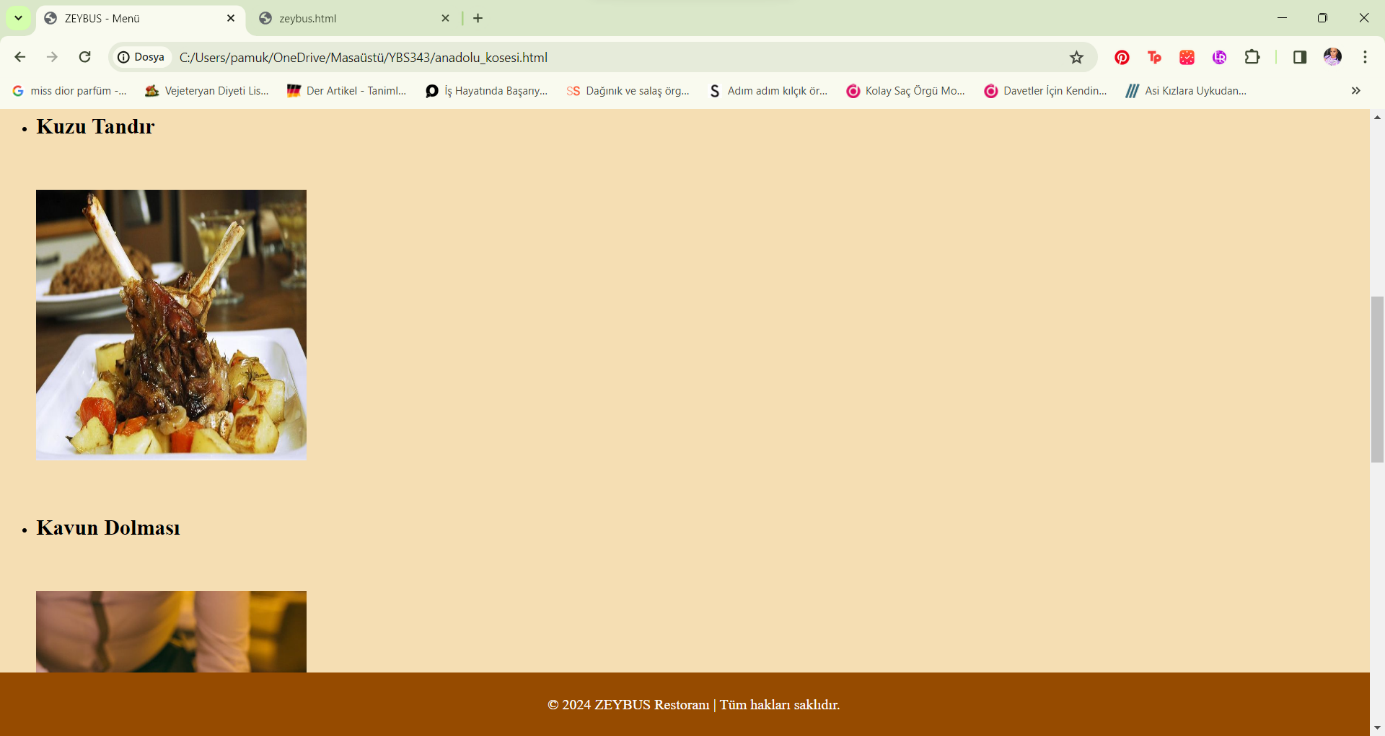 ZEYBUS - Menü
zeybus.html
Dosya
C:/Users/pamuk/OneDrive/Masaüstü/YBS343/anadolu_kosesi.html
miss dior parfüm -...
Vejeteryan Diyeti Lis...
Der Artikel - Taniml...
İş Hayatında Başarıy...
SS Dağınık ve salaş örg...
S Adım adım kılçık ör...
Kolay Saç Örgü Mo...
Davetler İçin Kendin...
Asi Kızlara Uykudan...
Kuzu Tandır
Kavun Dolması
© 2024 ZEYBUS Restoranı | Tüm hakları saklıdır.